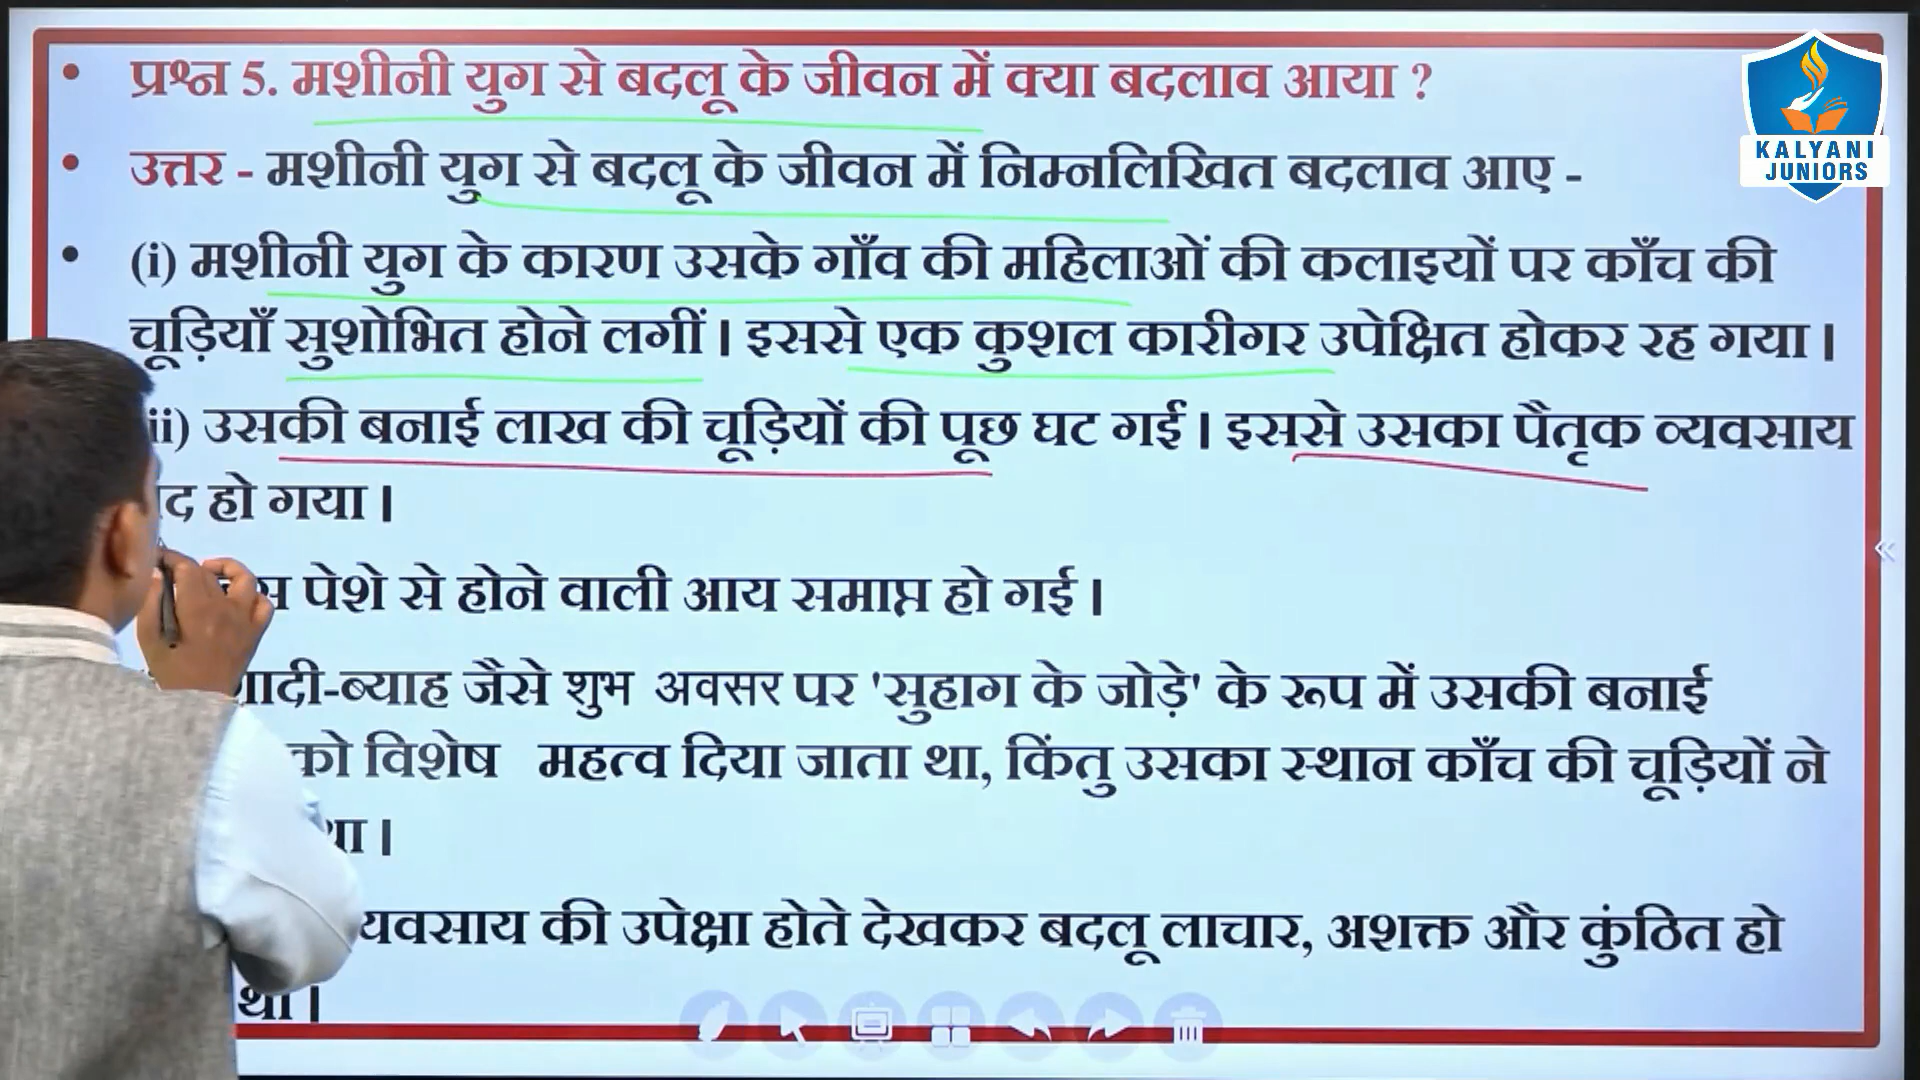 प्रश्न 5. मशीनी युग से बदलू के जीवन में क्या बदलाव आया ?
KALYANI
JUNIORS
उत्तर - मशीनी युग से बदलू के जीवन में निम्नलिखित बदलाव आए -
(i) मशीनी युग के कारण उसके गाँव की महिलाओं की कलाइयों पर काँच की
चूड़ियाँ सुशोभित होने लगीं। इससे एक कुशल कारीगर उपेक्षित होकर रह गया।
ii) उसकी बनाई लाख की चूड़ियों की पूछ घट गई। इससे उसका पैतृक व्यवसाय
हो गया।
पेशे से होने वाली आय समाप्त हो गई।
शादी-ब्याह जैसे शुभ अवसर पर 'सुहाग के जोड़े' के रूप में उसकी बनाई
को विशेष महत्व दिया जाता था, किंतु उसका स्थान काँच की चूड़ियों ने
व्यवसाय की उपेक्षा होते देखकर बदलू लाचार, अशक्त और कुंठित हो
था।